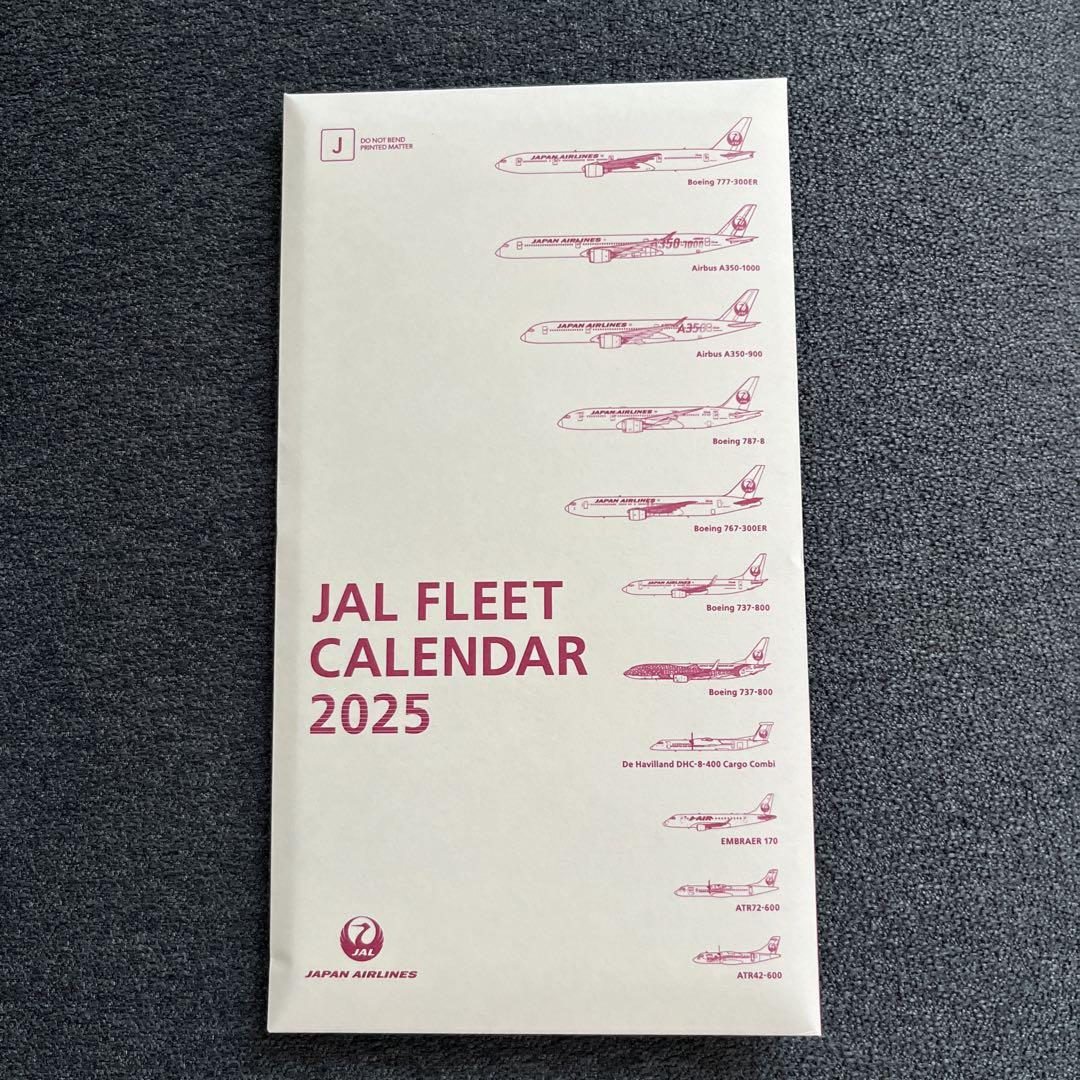 J
DO NOT BEND
PRINTED MATTER
JAPAN AIRLINES
Boeing 777-300ER
JAPAN AIRLINES
A350-1000
Airbus A350-1000
JAPAN AIRLINES
Airbus A350-900
JAPAN AIRLINES
Boeing 787-8
JAPAN AIRLINES
Boeing 767-300ER
JAPAN AIRLINES
Boeing 737-800
JAL FLEET
CALENDAR
2025
Boeing 737-800
De Havilland DHC-8-400 Cargo Combi
J-AIR
EMBRAER 170
ATR72-600
ATR42-600
JAL
JAPAN AIRLINES